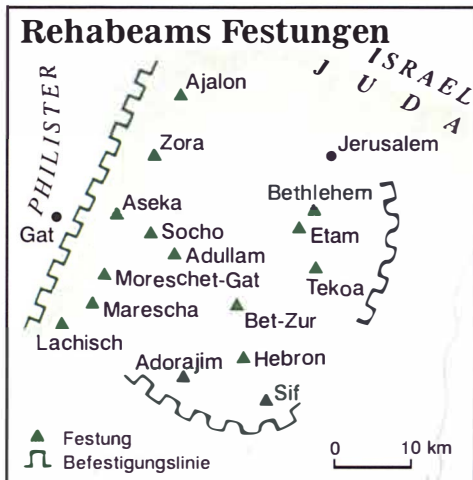 Rehabeams Festungen
ISRAEL
JUDA
PHILISTER
Ajalon
Zora
Jerusalem
Aseka
Bethlehem
Gat
Socho
Etam
Adullam
Moreschet-Gat
Tekoa
Marescha
Bet-Zur
Lachisch
Adorajim
Hebron
Sif
Festung
Befestigungslinie
0 10 km